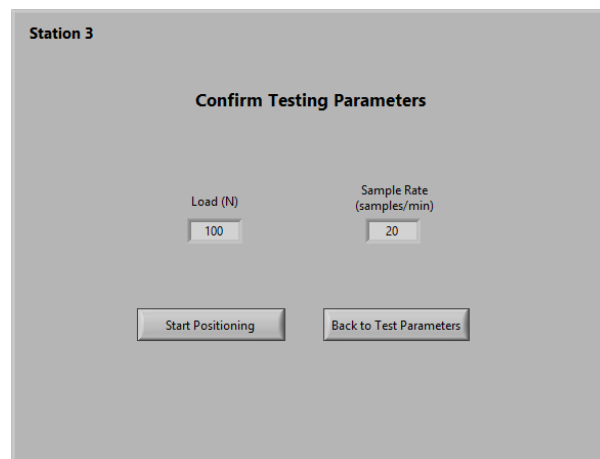 Station 3
Confirm Testing Parameters
Load (N)
100
Sample Rate
(samples/min)
20
Start Positioning
Back to Test Parameters